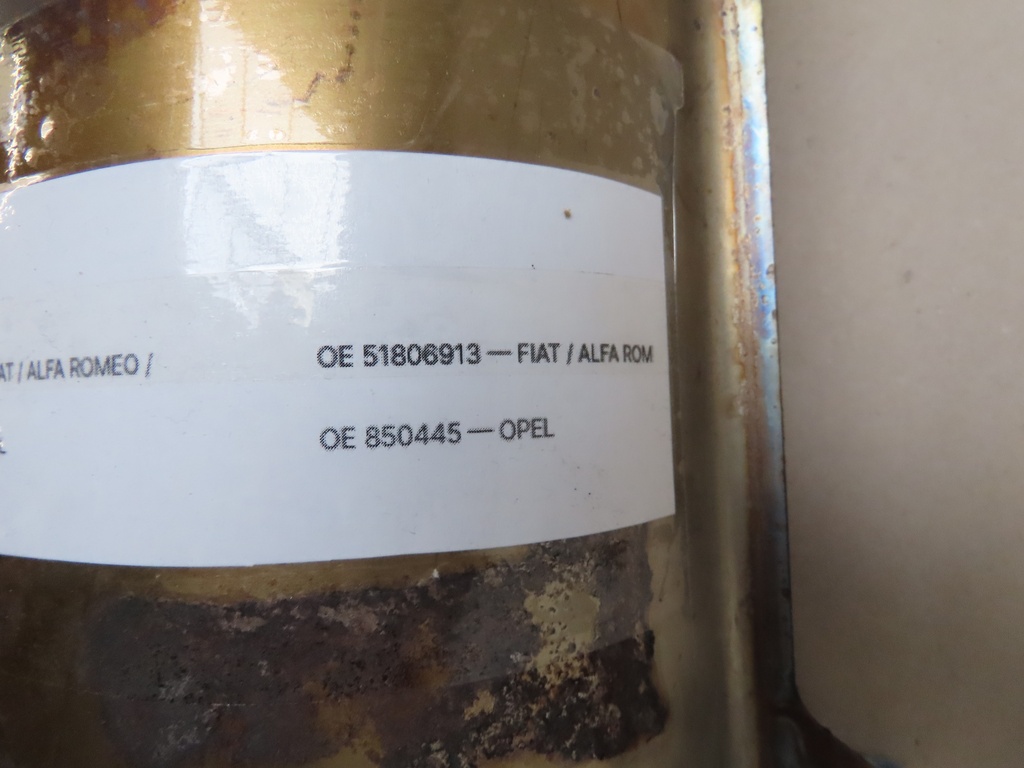 AT / ALFA ROMEO / OE 51806913 — FIAT / ALFA ROM
OE 850445 — OPEL